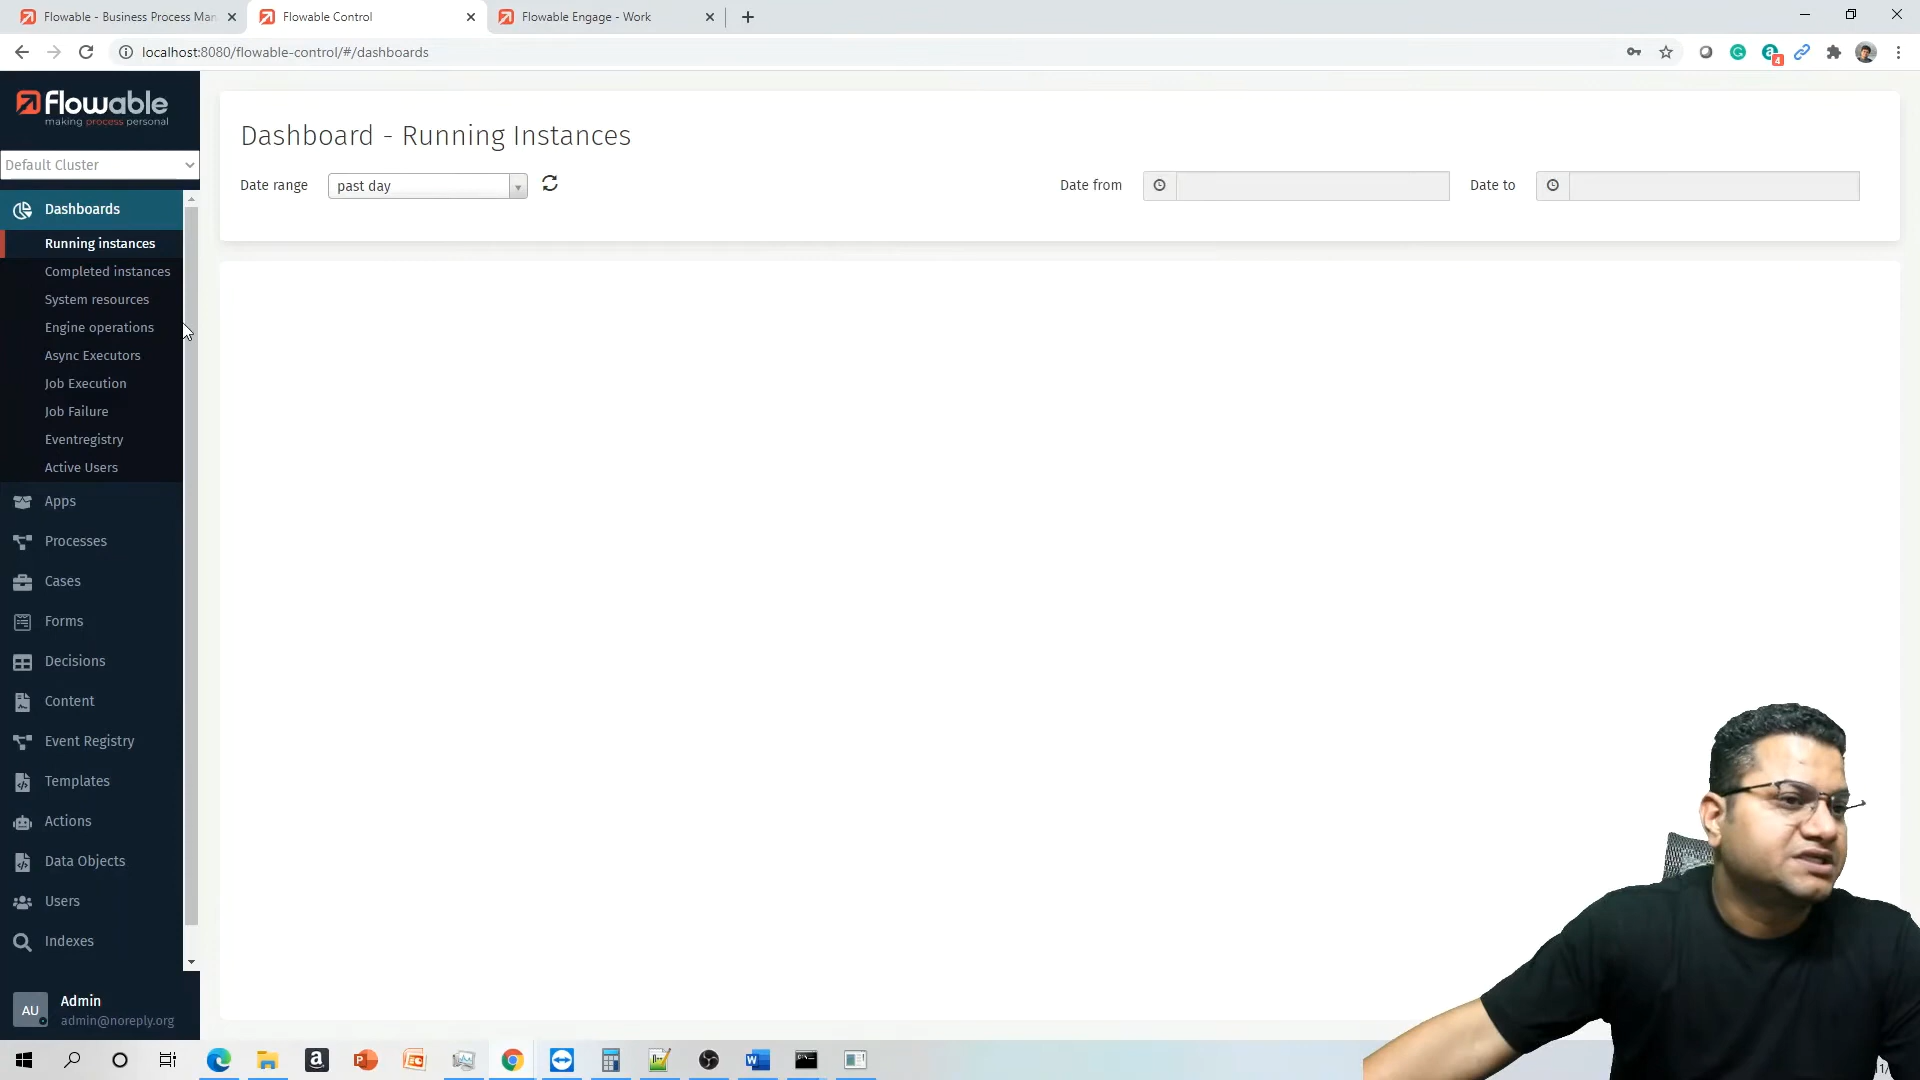 Flowable - Business Process Man
Flowable Control
Flowable Engage - Work
localhost:8080/flowable-control/#/dashboards
4
Flowable
making process personal
Default Cluster
Dashboards
Running instances
Completed instances
System resources
Engine operations
Async Executors
Job Execution
Job Failure
Eventregistry
Active Users
Apps
Processes
Cases
Forms
Decisions
Content
Event Registry
Templates
Actions
Data Objects
Users
Indexes
AU
Admin
admin@noreply.org
Dashboard - Running Instances
Date range
past day
Date from
Date to